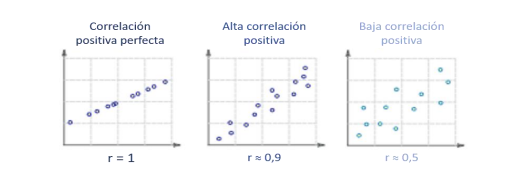 Correlación
positiva perfecta
Alta correlación
positiva
Baja correlación
positiva
r = 1
r ≈ 0,9
r ≈ 0,5